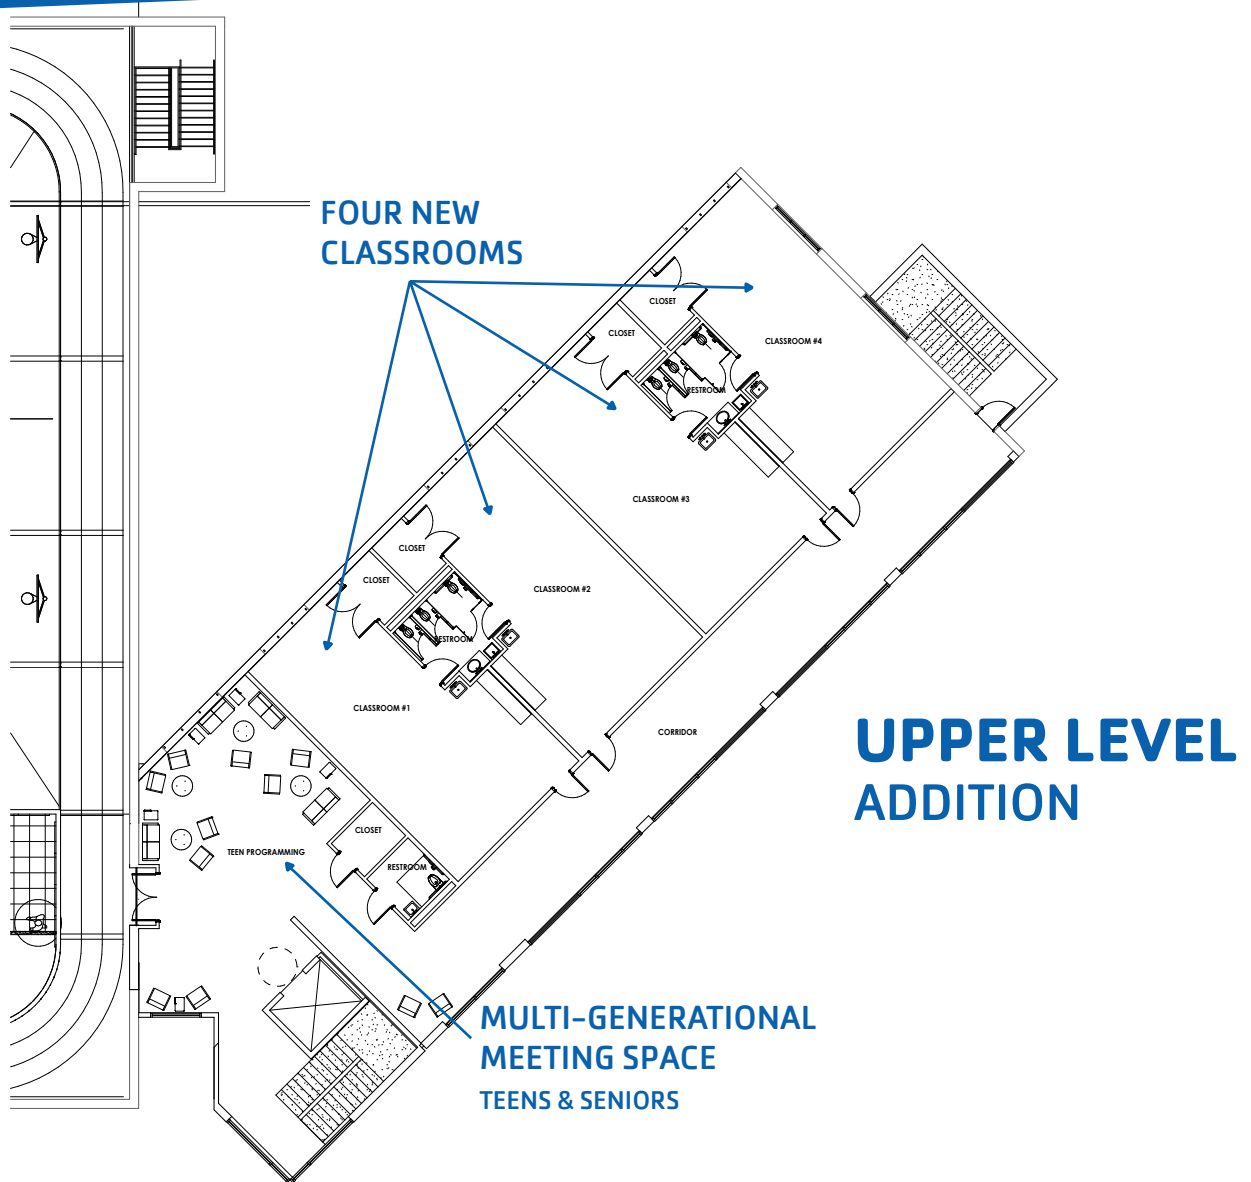 FOUR NEW
CLASSROOMS
CLOSET
CLOSET
CLASSROOM #4
RESTROOM
CLASSROOM #3
CLOSET
CLOSET
CLASSROOM #2
RESTROOM
CLASSROOM #1
CORRIDOR
UPPER LEVEL
ADDITION
CLOSET
TEEN PROGRAMMING
RESTROOM
MULTI-GENERATIONAL
MEETING SPACE
TEENS & SENIORS